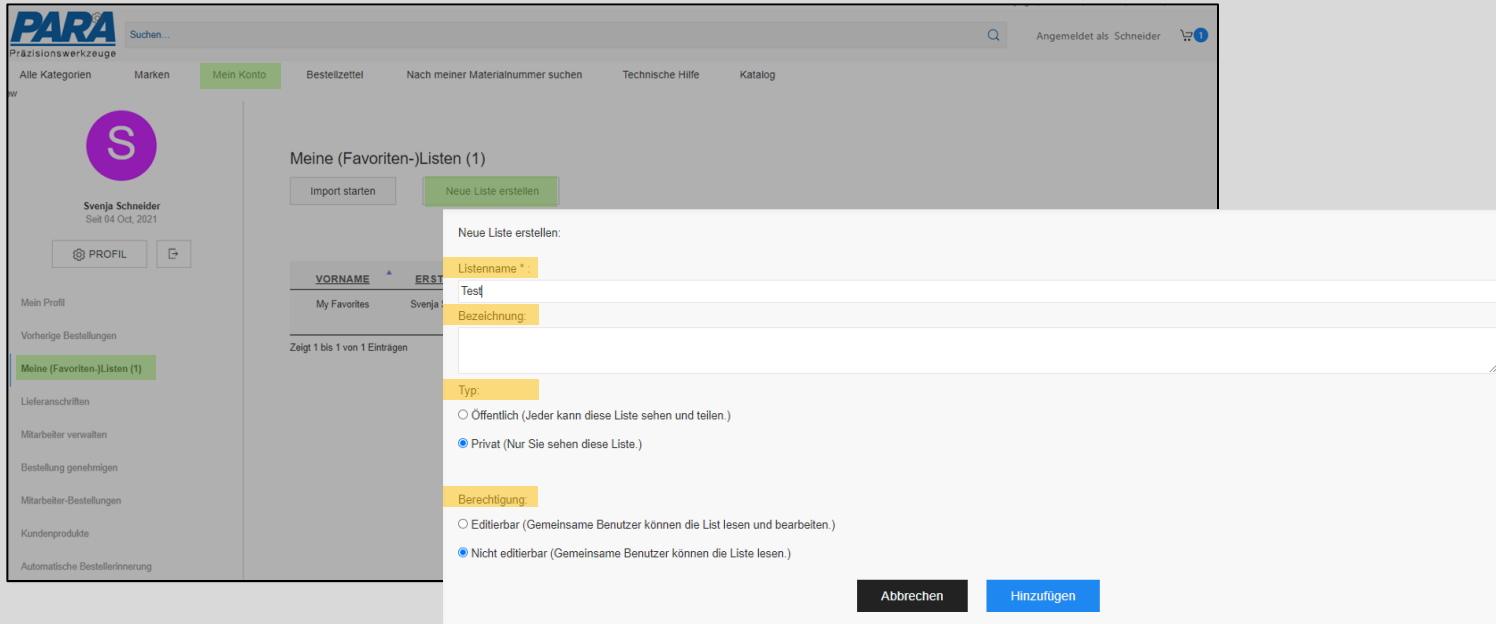 PARA
Präzisionswerkzeuge
Suchen...
Angemeldet als Schneider
1
Alle Kategorien Marken Mein Konto Bestellzettel Nach meiner Materialnummer suchen Technische Hilfe Katalog
S
Svenja Schneider
Seit 04 Oct, 2021
PROFIL
Mein Profil
Vorherige Bestellungen
Meine (Favoriten-)Listen (1)
Lieferanschriften
Mitarbeiter verwalten
Bestellung genehmigen
Mitarbeiter-Bestellungen
Kundenprodukte
Automatische Bestellerinnerung
Meine (Favoriten-)Listen (1)
Import starten Neue Liste erstellen
VORNAME ERST
My Favorites Svenja
Zeigt 1 bis 1 von 1 Einträgen
Neue Liste erstellen:
Listenname * :
Test
Bezeichnung:
Typ:
Öffentlich (Jeder kann diese Liste sehen und teilen.)
Privat (Nur Sie sehen diese Liste.)
Berechtigung:
Editierbar (Gemeinsame Benutzer können die List lesen und bearbeiten.)
Nicht editierbar (Gemeinsame Benutzer können die Liste lesen.)
Abbrechen Hinzufügen